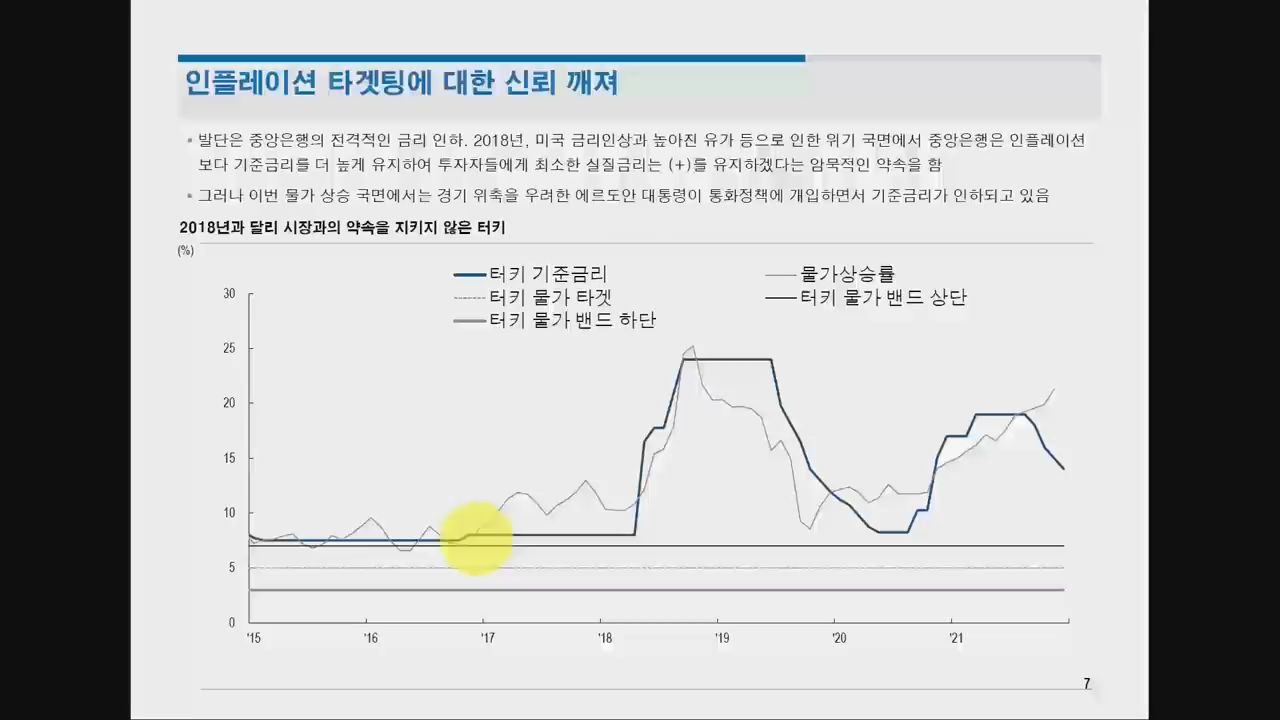 인플레이션 타겟팅에 대한 신뢰 깨져
• 발단은 중앙은행의 전격적인 금리 인하. 2018년, 미국 금리인상과 높아진 유가 등으로 인한 위기 국면에서 중앙은행은 인플레이션
보다 기준금리를 더 높게 유지하여 투자자들에게 최소한 실질금리는 (+)를 유지하겠다는 암묵적인 약속을 함
• 그러나 이번 물가 상승 국면에서는 경기 위축을 우려한 에르도안 대통령이 통화정책에 개입하면서 기준금리가 인하되고 있음
2018년과 달리 시장과의 약속을 지키지 않은 터키
(%)
터키 기준금리 물가상승률
터키 물가 타겟 터키 물가 밴드 상단
터키 물가 밴드 하단
30
25
20
15
10
5
0
'15 '16 '17 '18 '19 '20 '21
7